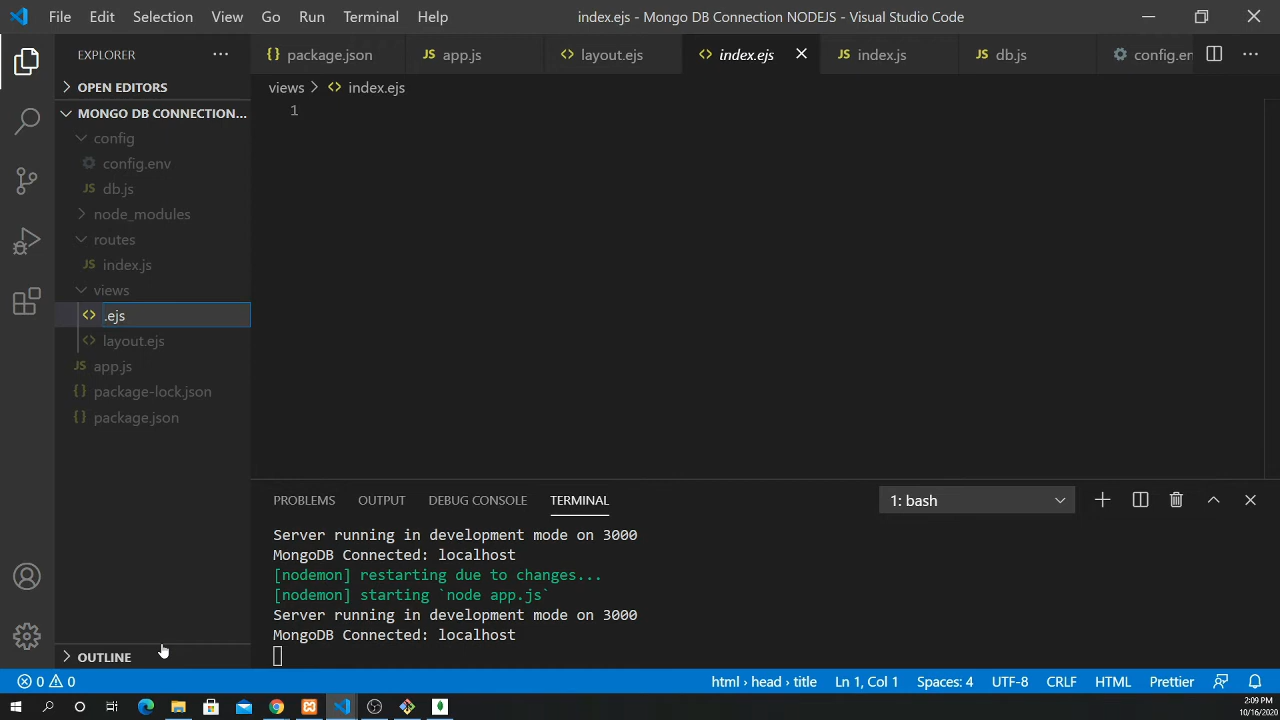 File Edit Selection View Go Run Terminal Help index.ejs - Mongo DB Connection NODEJS - Visual Studio Code
EXPLORER ...
package.json app.js layout.ejs index.ejs index.js db.js config.en ...
OPEN EDITORS
views > index.ejs
MONGO DB CONNECTION...
1
config
config.env
db.js
node_modules
routes
index.js
views
.ejs
layout.ejs
app.js
package-lock.json
package.json
PROBLEMS OUTPUT DEBUG CONSOLE TERMINAL 1: bash
Server running in development mode on 3000
MongoDB Connected: localhost
[nodemon] restarting due to changes...
[nodemon] starting `node app.js`
Server running in development mode on 3000
MongoDB Connected: localhost
OUTLINE
0 0 html › head › title Ln 1, Col 1 Spaces: 4 UTF-8 CRLF HTML Prettier
2:09 PM
10/16/2020